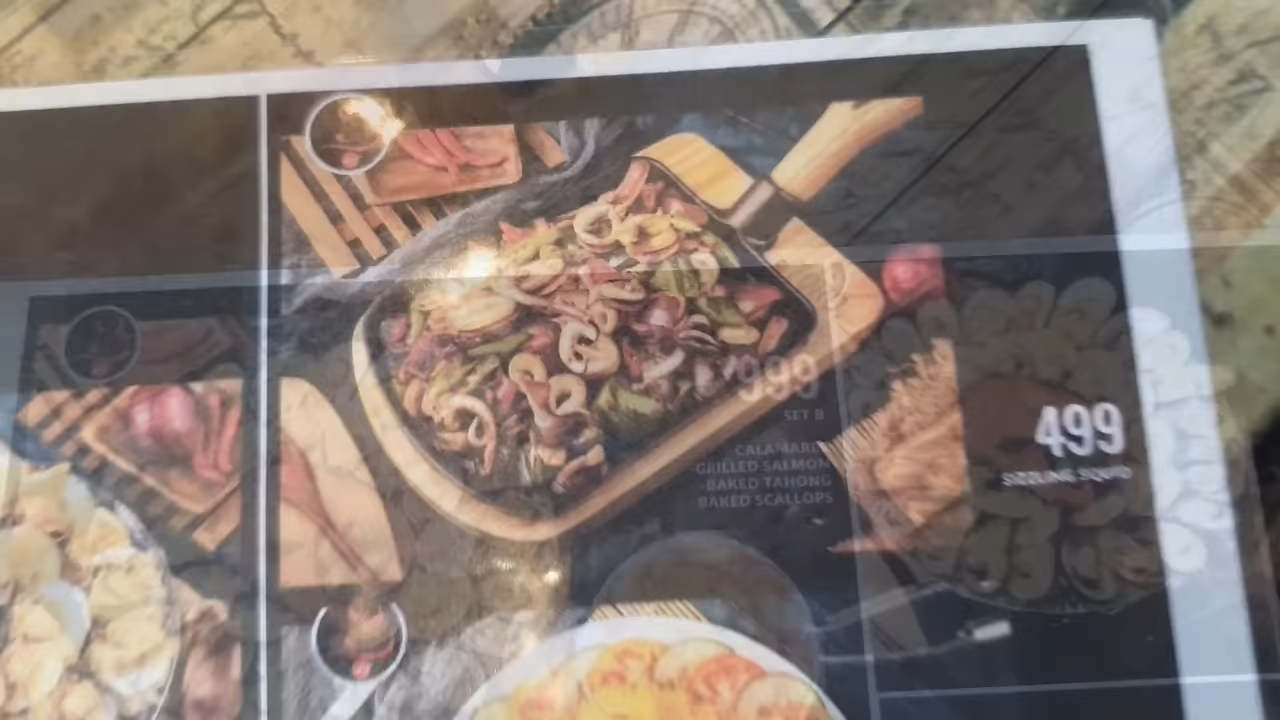 999
SET B
CALAMARES
GRILLED SALMON
BAKED TAHONG
BAKED SCALLOPS
499
SIZZLING SQUID